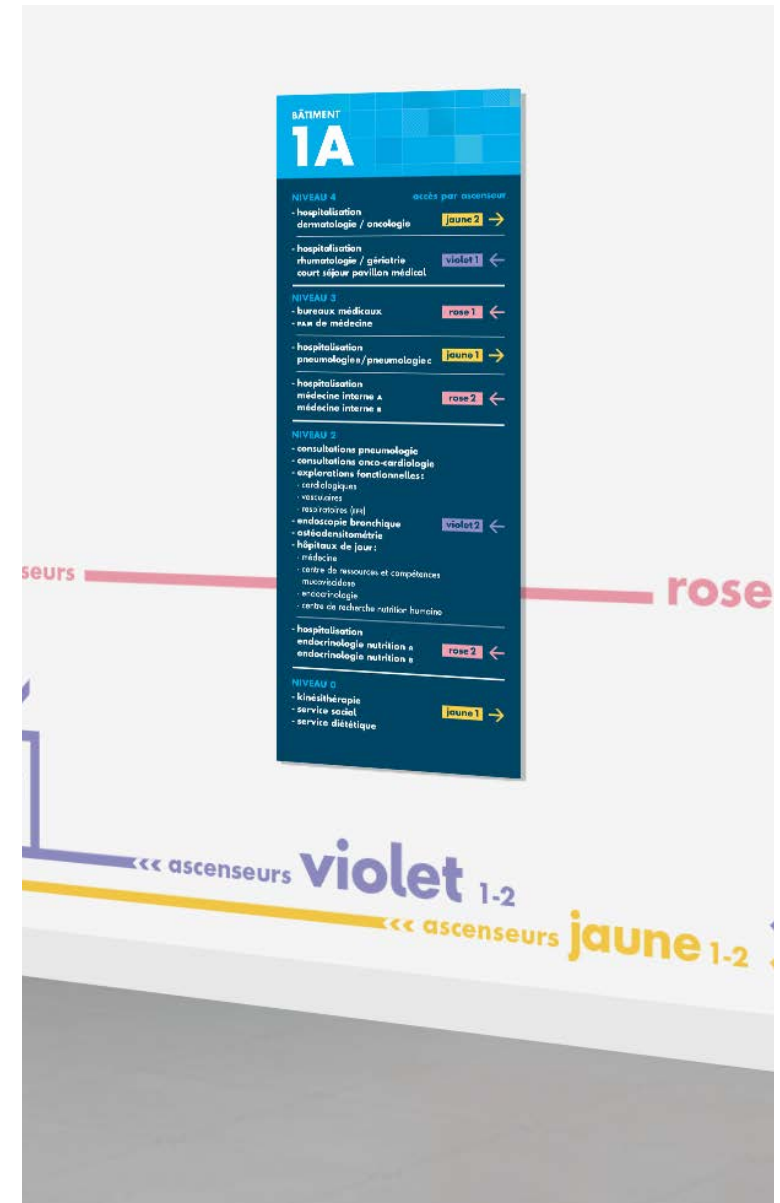 BÂTIMENT
1A
NIVEAU 4 accès par ascenseur
- hospitalisation
dermatologie / oncologie jaune 2 →
- hospitalisation
rhumatologie / gériatrie violet 1 ←
court séjour pavillon médical
NIVEAU 3
- bureaux médicaux rose 1 ←
- PAM de médecine
- hospitalisation
pneumologie B / pneumologie C jaune 1 →
- hospitalisation
médecine interne A rose 2 ←
médecine interne B
NIVEAU 2
- consultations pneumologie
- consultations onco-cardiologie
- explorations fonctionnelles :
- cardiologiques
- vasculaires
- respiratoires (EFR)
- endoscopie bronchique violet 2 ←
- ostéodensitométrie
- hôpitaux de jour :
- médecine
- centre de ressources et compétences
mucoviscidose
- endocrinologie
- centre de recherche nutrition humaine
- hospitalisation
endocrinologie nutrition A rose 2 ←
endocrinologie nutrition B
NIVEAU 0
- kinésithérapie
- service social jaune 1 →
- service diététique
seurs rose
‹‹‹ ascenseurs violet 1-2
‹‹‹ ascenseurs jaune 1-2